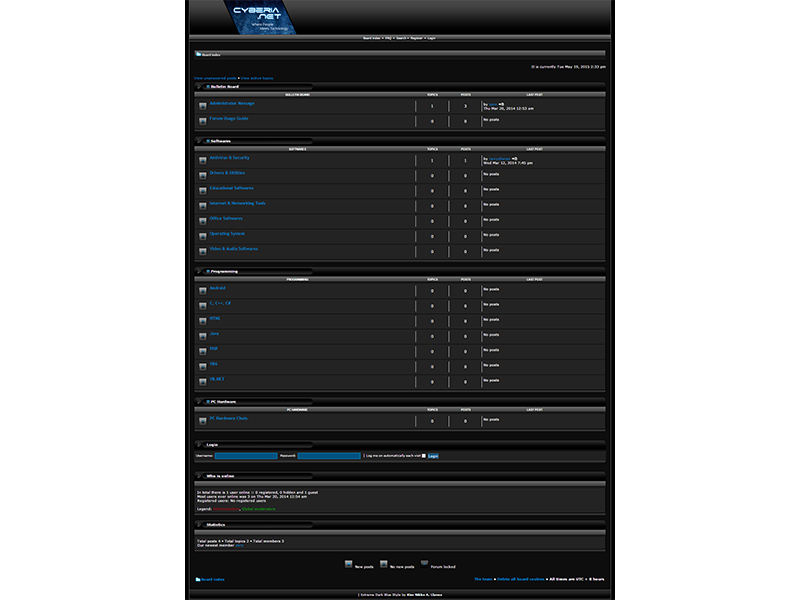 CYBERIA
.NET
Where People
Meets Technology
Board index • FAQ • Search • Register • Login
Board index
It is currently Tue May 19, 2015 2:33 pm
View unanswered posts • View active topics
Bulletin Board
BULLETIN BOARD TOPICS POSTS LAST POST
Administrator Message 1 3 by
Thu Mar 20, 2014 12:53 am
Forum Usage Guide 0 0 No posts
Softwares
SOFTWARES TOPICS POSTS LAST POST
Antivirus & Security 1 1 by
Wed Mar 12, 2014 7:45 pm
Drivers & Utilities 0 0 No posts
Educational Softwares 0 0 No posts
Internet & Networking Tools 0 0 No posts
Office Softwares 0 0 No posts
Operating System 0 0 No posts
Video & Audio Softwares 0 0 No posts
Programming
PROGRAMMING TOPICS POSTS LAST POST
Android 0 0 No posts
C, C++, C# 0 0 No posts
HTML 0 0 No posts
Java 0 0 No posts
PHP 0 0 No posts
VB6 0 0 No posts
VB.NET 0 0 No posts
PC Hardware
PC HARDWARE TOPICS POSTS LAST POST
PC Hardware Chats 0 0 No posts
Login
Username: Password: | Log me on automatically each visit Login
Who is online
In total there is 1 user online :: 0 registered, 0 hidden and 1 guest
Most users ever online was 3 on Thu Mar 20, 2014 12:54 am
Registered users: No registered users
Legend: Administrators, Global moderators
Statistics
Total posts 4 • Total topics 2 • Total members 3
Our newest member
New posts No new posts Forum locked
Board index The team • Delete all board cookies • All times are UTC + 8 hours
| Extreme Dark Blue Style by Kim Nikko A. Clanza